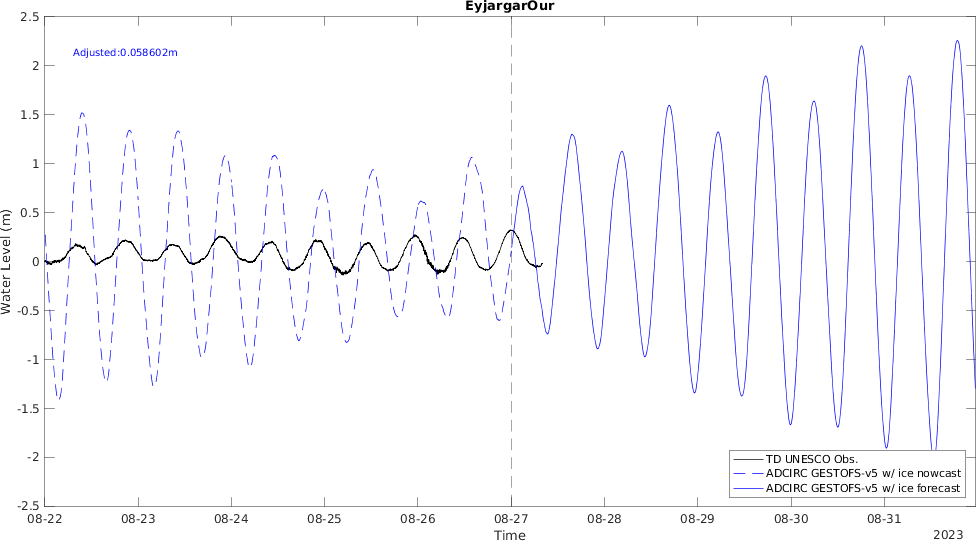 EyjargarOur
Adjusted:0.058602m
Water Level (m)
2.5
2
1.5
1
0.5
0
-0.5
-1
-1.5
-2
-2.5
TD UNESCO Obs.
ADCIRC GESTOFS-v5 w/ ice nowcast
ADCIRC GESTOFS-v5 w/ ice forecast
08-22 08-23 08-24 08-25 08-26 08-27 08-28 08-29 08-30 08-31
Time
2023